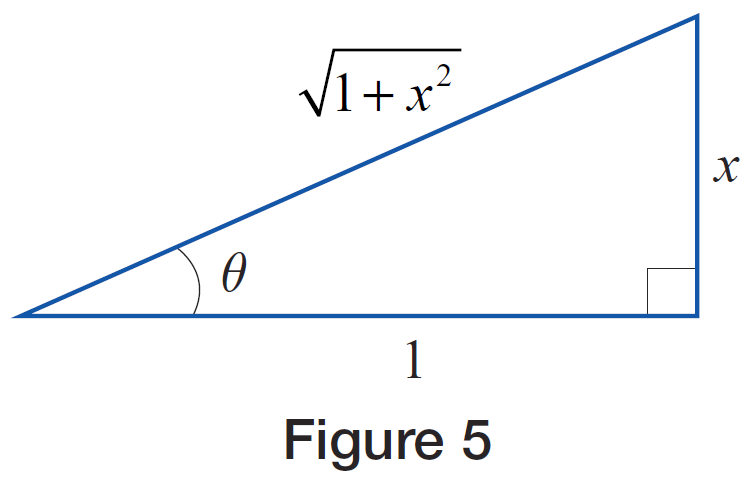 √1 + x²
x
θ
1
Figure 5